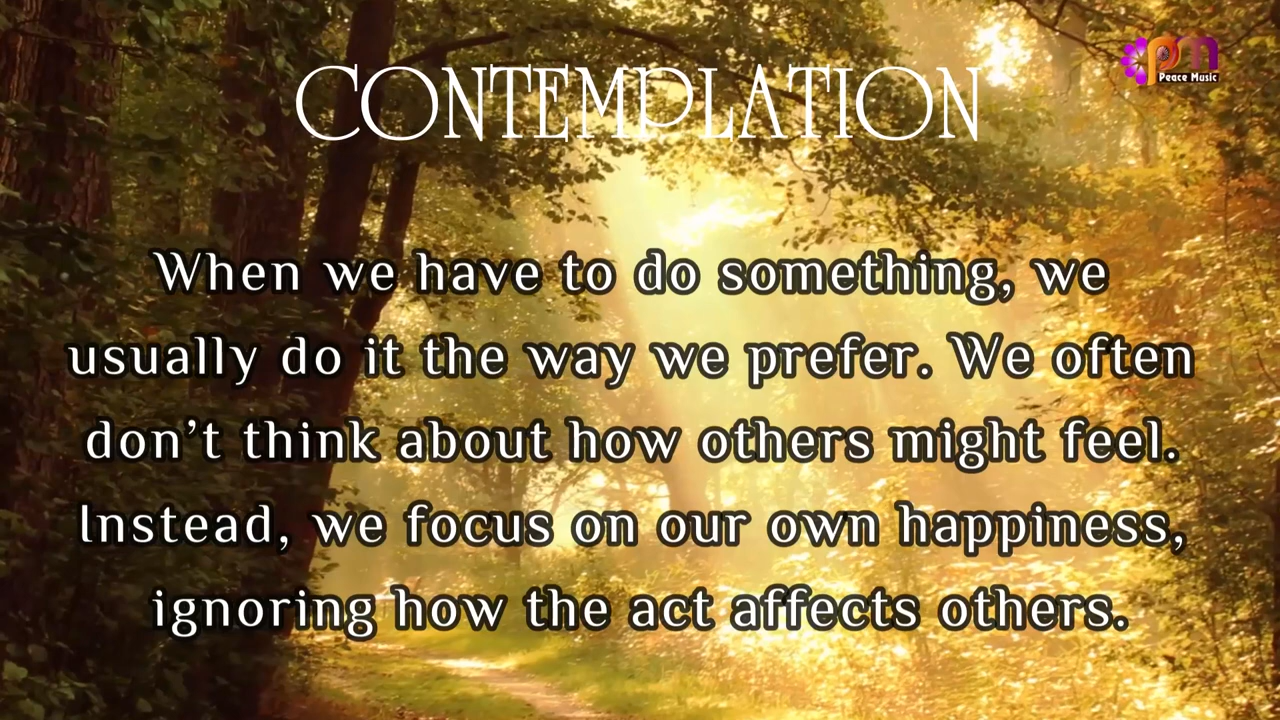 CONTEMPLATION
pm
Peace Music
When we have to do something, we
usually do it the way we prefer. We often
don't think about how others might feel.
Instead, we focus on our own happiness,
ignoring how the act affects others.